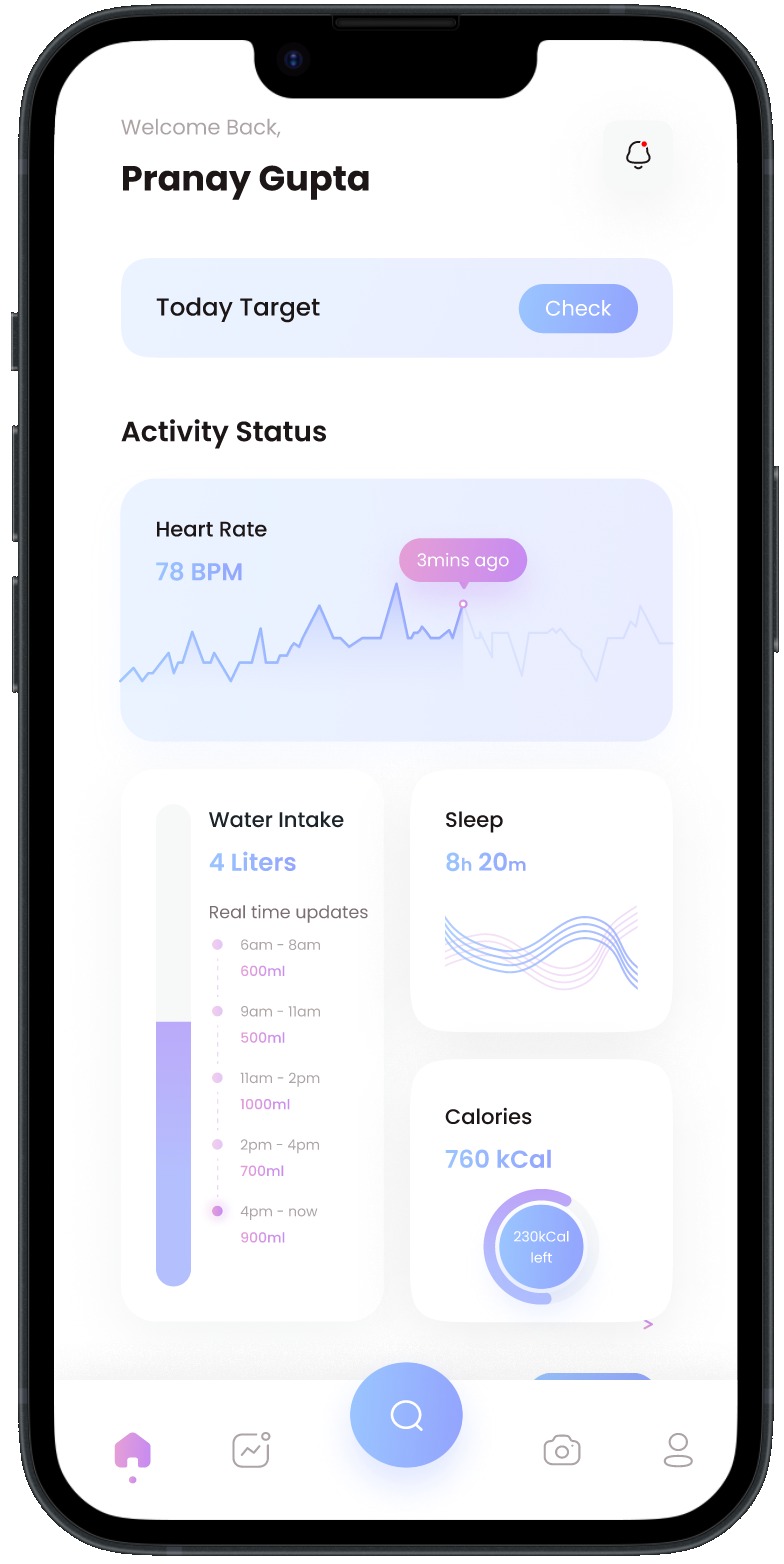 Welcome Back,
Pranay Gupta
Today Target
Check
Activity Status
Heart Rate
78 BPM
3mins ago
Water Intake
4 Liters
Real time updates
6am - 8am
600ml
9am - 11am
500ml
11am - 2pm
1000ml
2pm - 4pm
700ml
4pm - now
900ml
Sleep
8h 20m
Calories
760 kCal
230kCal
left
>